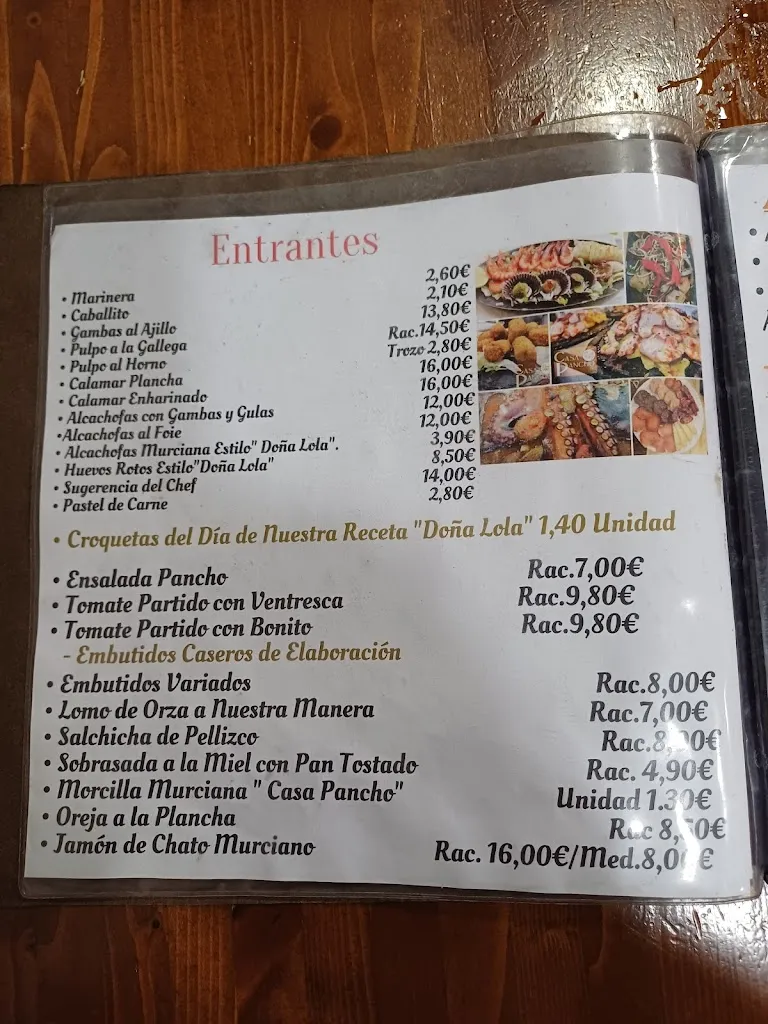 Entrantes
• Marinera 2,60€
• Caballito 2,10€
• Gambas al Ajillo 13,80€
• Pulpo a la Gallega Rac.14,50€
• Pulpo al Horno Trozo 2,80€
• Calamar Plancha 16,00€
• Calamar Enharinado 16,00€
• Alcachofas con Gambas y Gulas 12,00€
•Alcachofas al Foie 12,00€
• Alcachofas Murciana Estilo" Doña Lola". 3,90€
• Huevos Rotos Estilo"Doña Lola" 8,50€
• Sugerencia del Chef 14,00€
• Pastel de Carne 2,80€
• Croquetas del Día de Nuestra Receta "Doña Lola" 1,40 Unidad
• Ensalada Pancho Rac.7,00€
• Tomate Partido con Ventresca Rac.9,80€
• Tomate Partido con Bonito Rac.9,80€
- Embutidos Caseros de Elaboración
• Embutidos Variados Rac.8,00€
• Lomo de Orza a Nuestra Manera Rac.7,00€
• Salchicha de Pellizco
• Sobrasada a la Miel con Pan Tostado Rac. 4,90€
• Morcilla Murciana " Casa Pancho" Unidad 1.30€
• Oreja a la Plancha
• Jamón de Chato Murciano Rac. 16,00€/Med.8,00€